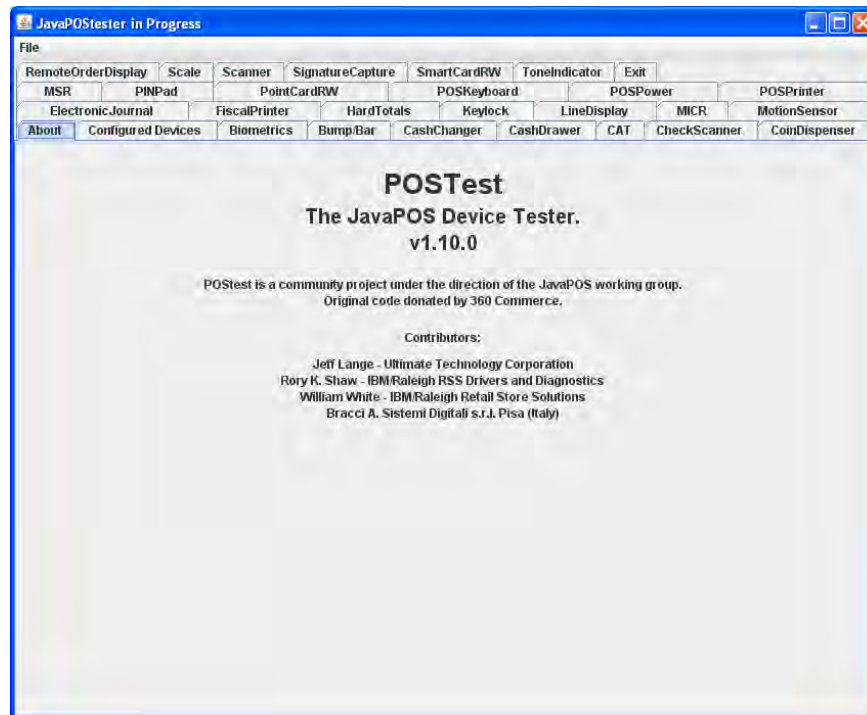 JavaPOStester in Progress
File
RemoteOrderDisplay Scale Scanner SignatureCapture SmartCardRW ToneIndicator Exit
MSR PINPad PointCardRW POSKeyboard POSPower POSPrinter
ElectronicJournal FiscalPrinter HardTotals Keylock LineDisplay MICR MotionSensor
About Configured Devices Biometrics Bump/Bar CashChanger CashDrawer CAT CheckScanner CoinDispenser
POSTest
The JavaPOS Device Tester.
v1.10.0
POStest is a community project under the direction of the JavaPOS working group.
Original code donated by 360 Commerce.
Contributors:
Jeff Lange - Ultimate Technology Corporation
Rory K. Shaw - IBM/Raleigh RSS Drivers and Diagnostics
William White - IBM/Raleigh Retail Store Solutions
Bracci A. Sistemi Digitali s.r.l. Pisa (Italy)